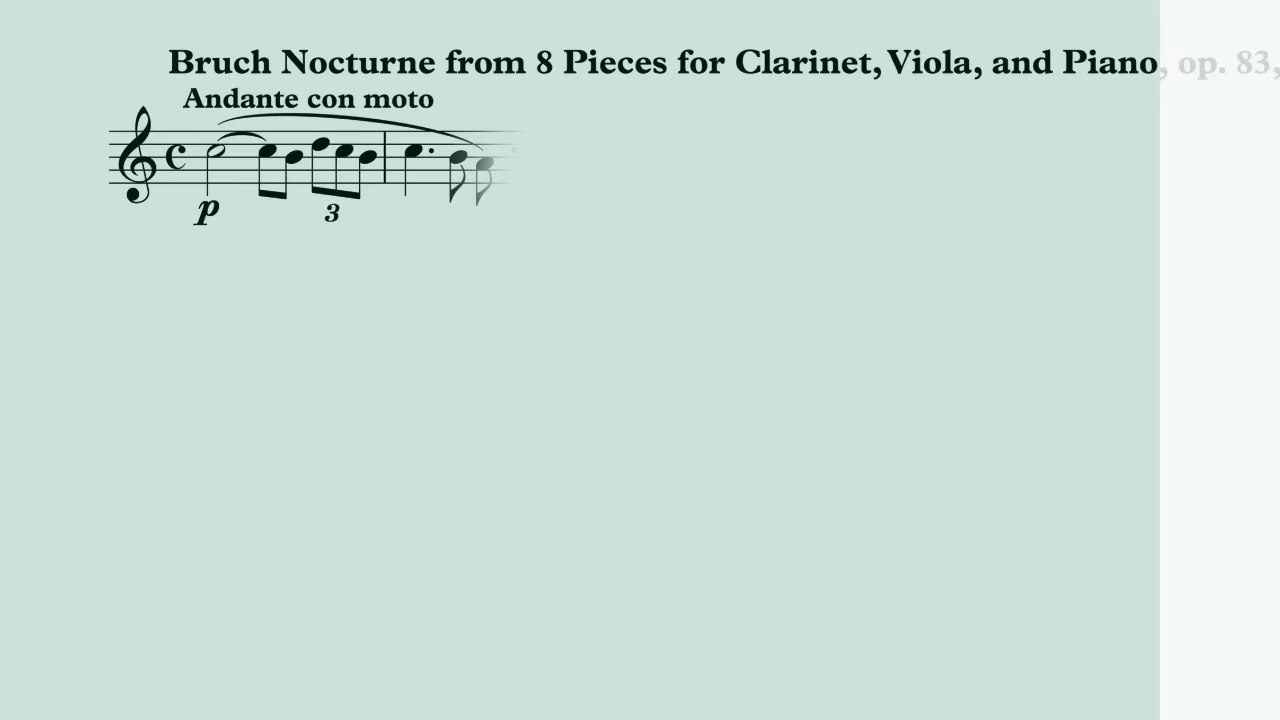 Bruch Nocturne from 8 Pieces for Clarinet, Viola, and Piano, op. 83,
Andante con moto
p
3